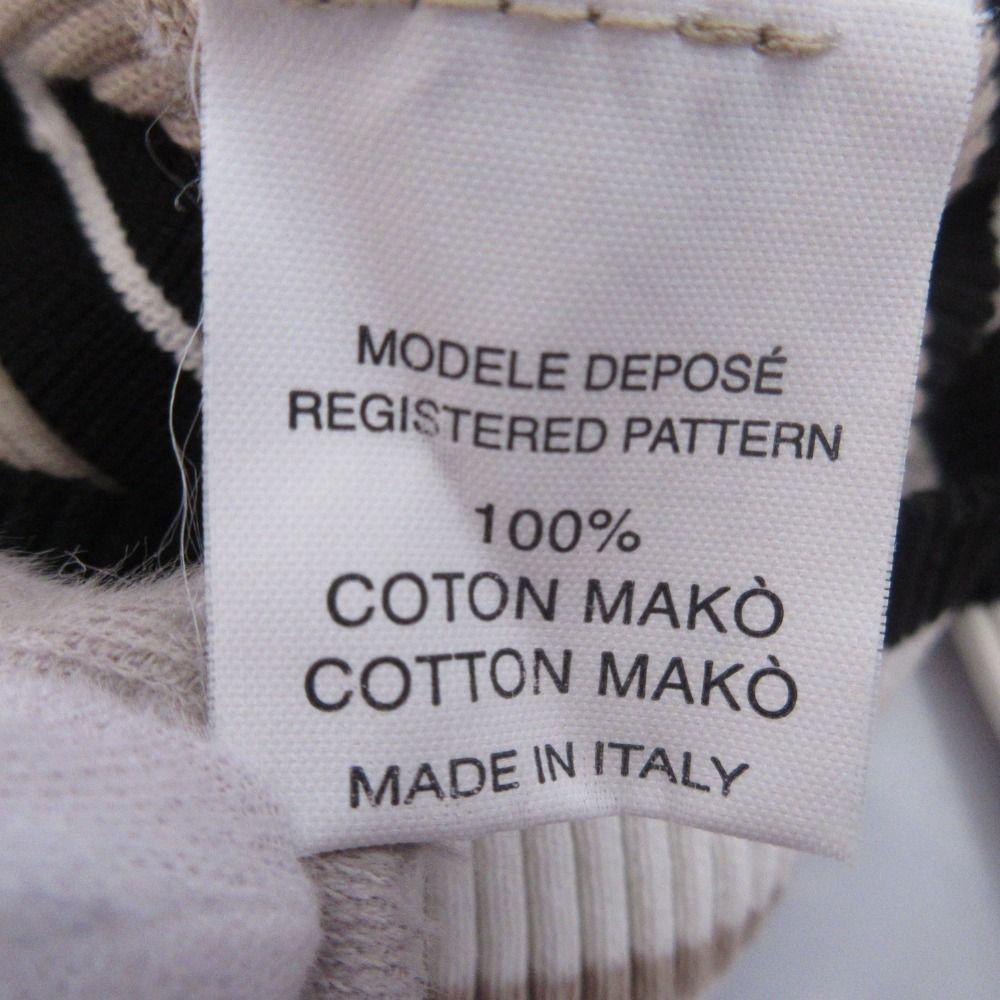 MODELE DEPOSÉ
REGISTERED PATTERN
100%
COTON MAKÒ
COTTON MAKÒ
MADE IN ITALY